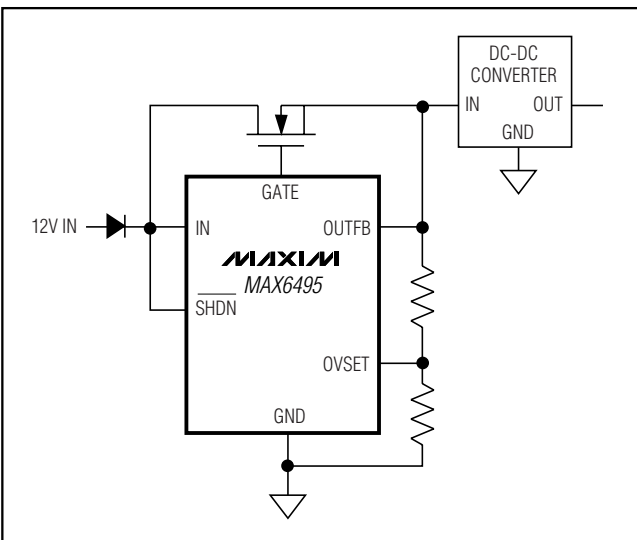 DC-DC
CONVERTER
IN OUT
GND
GATE
12V IN
IN OUTFB
MAXIM
MAX6495
SHDN
OVSET
GND